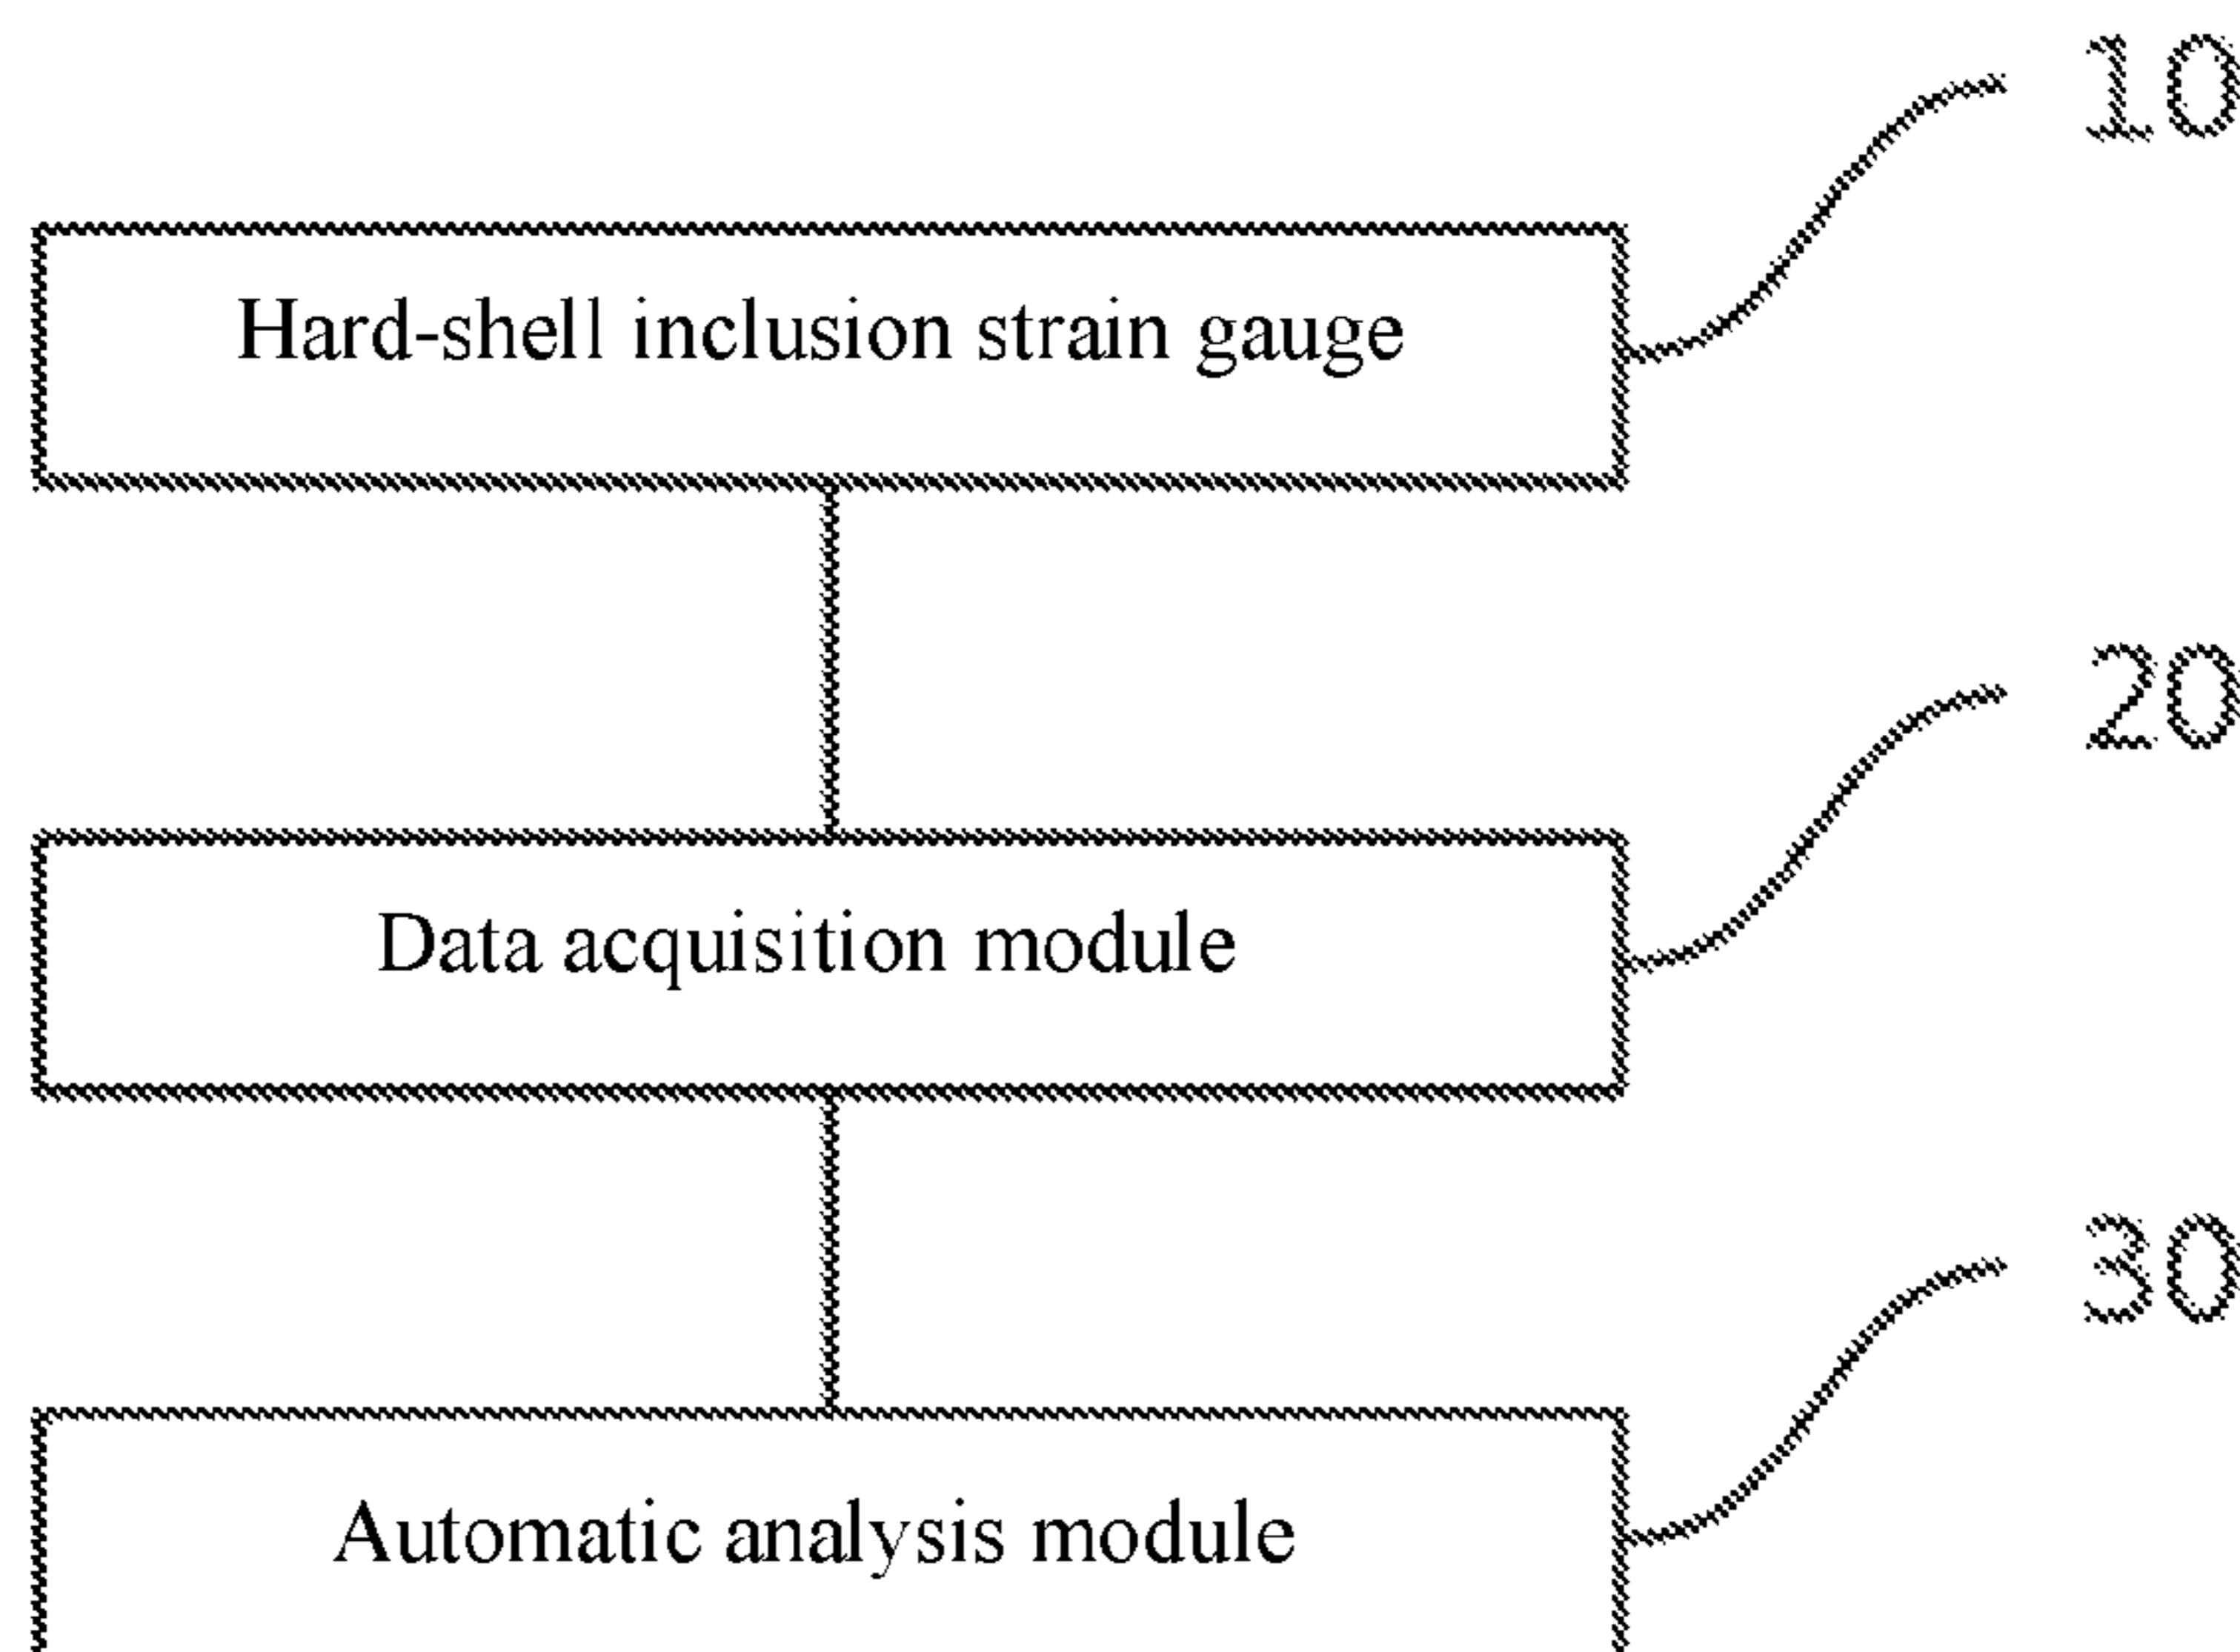 10
Hard-shell inclusion strain gauge
20
Data acquisition module
30
Automatic analysis module